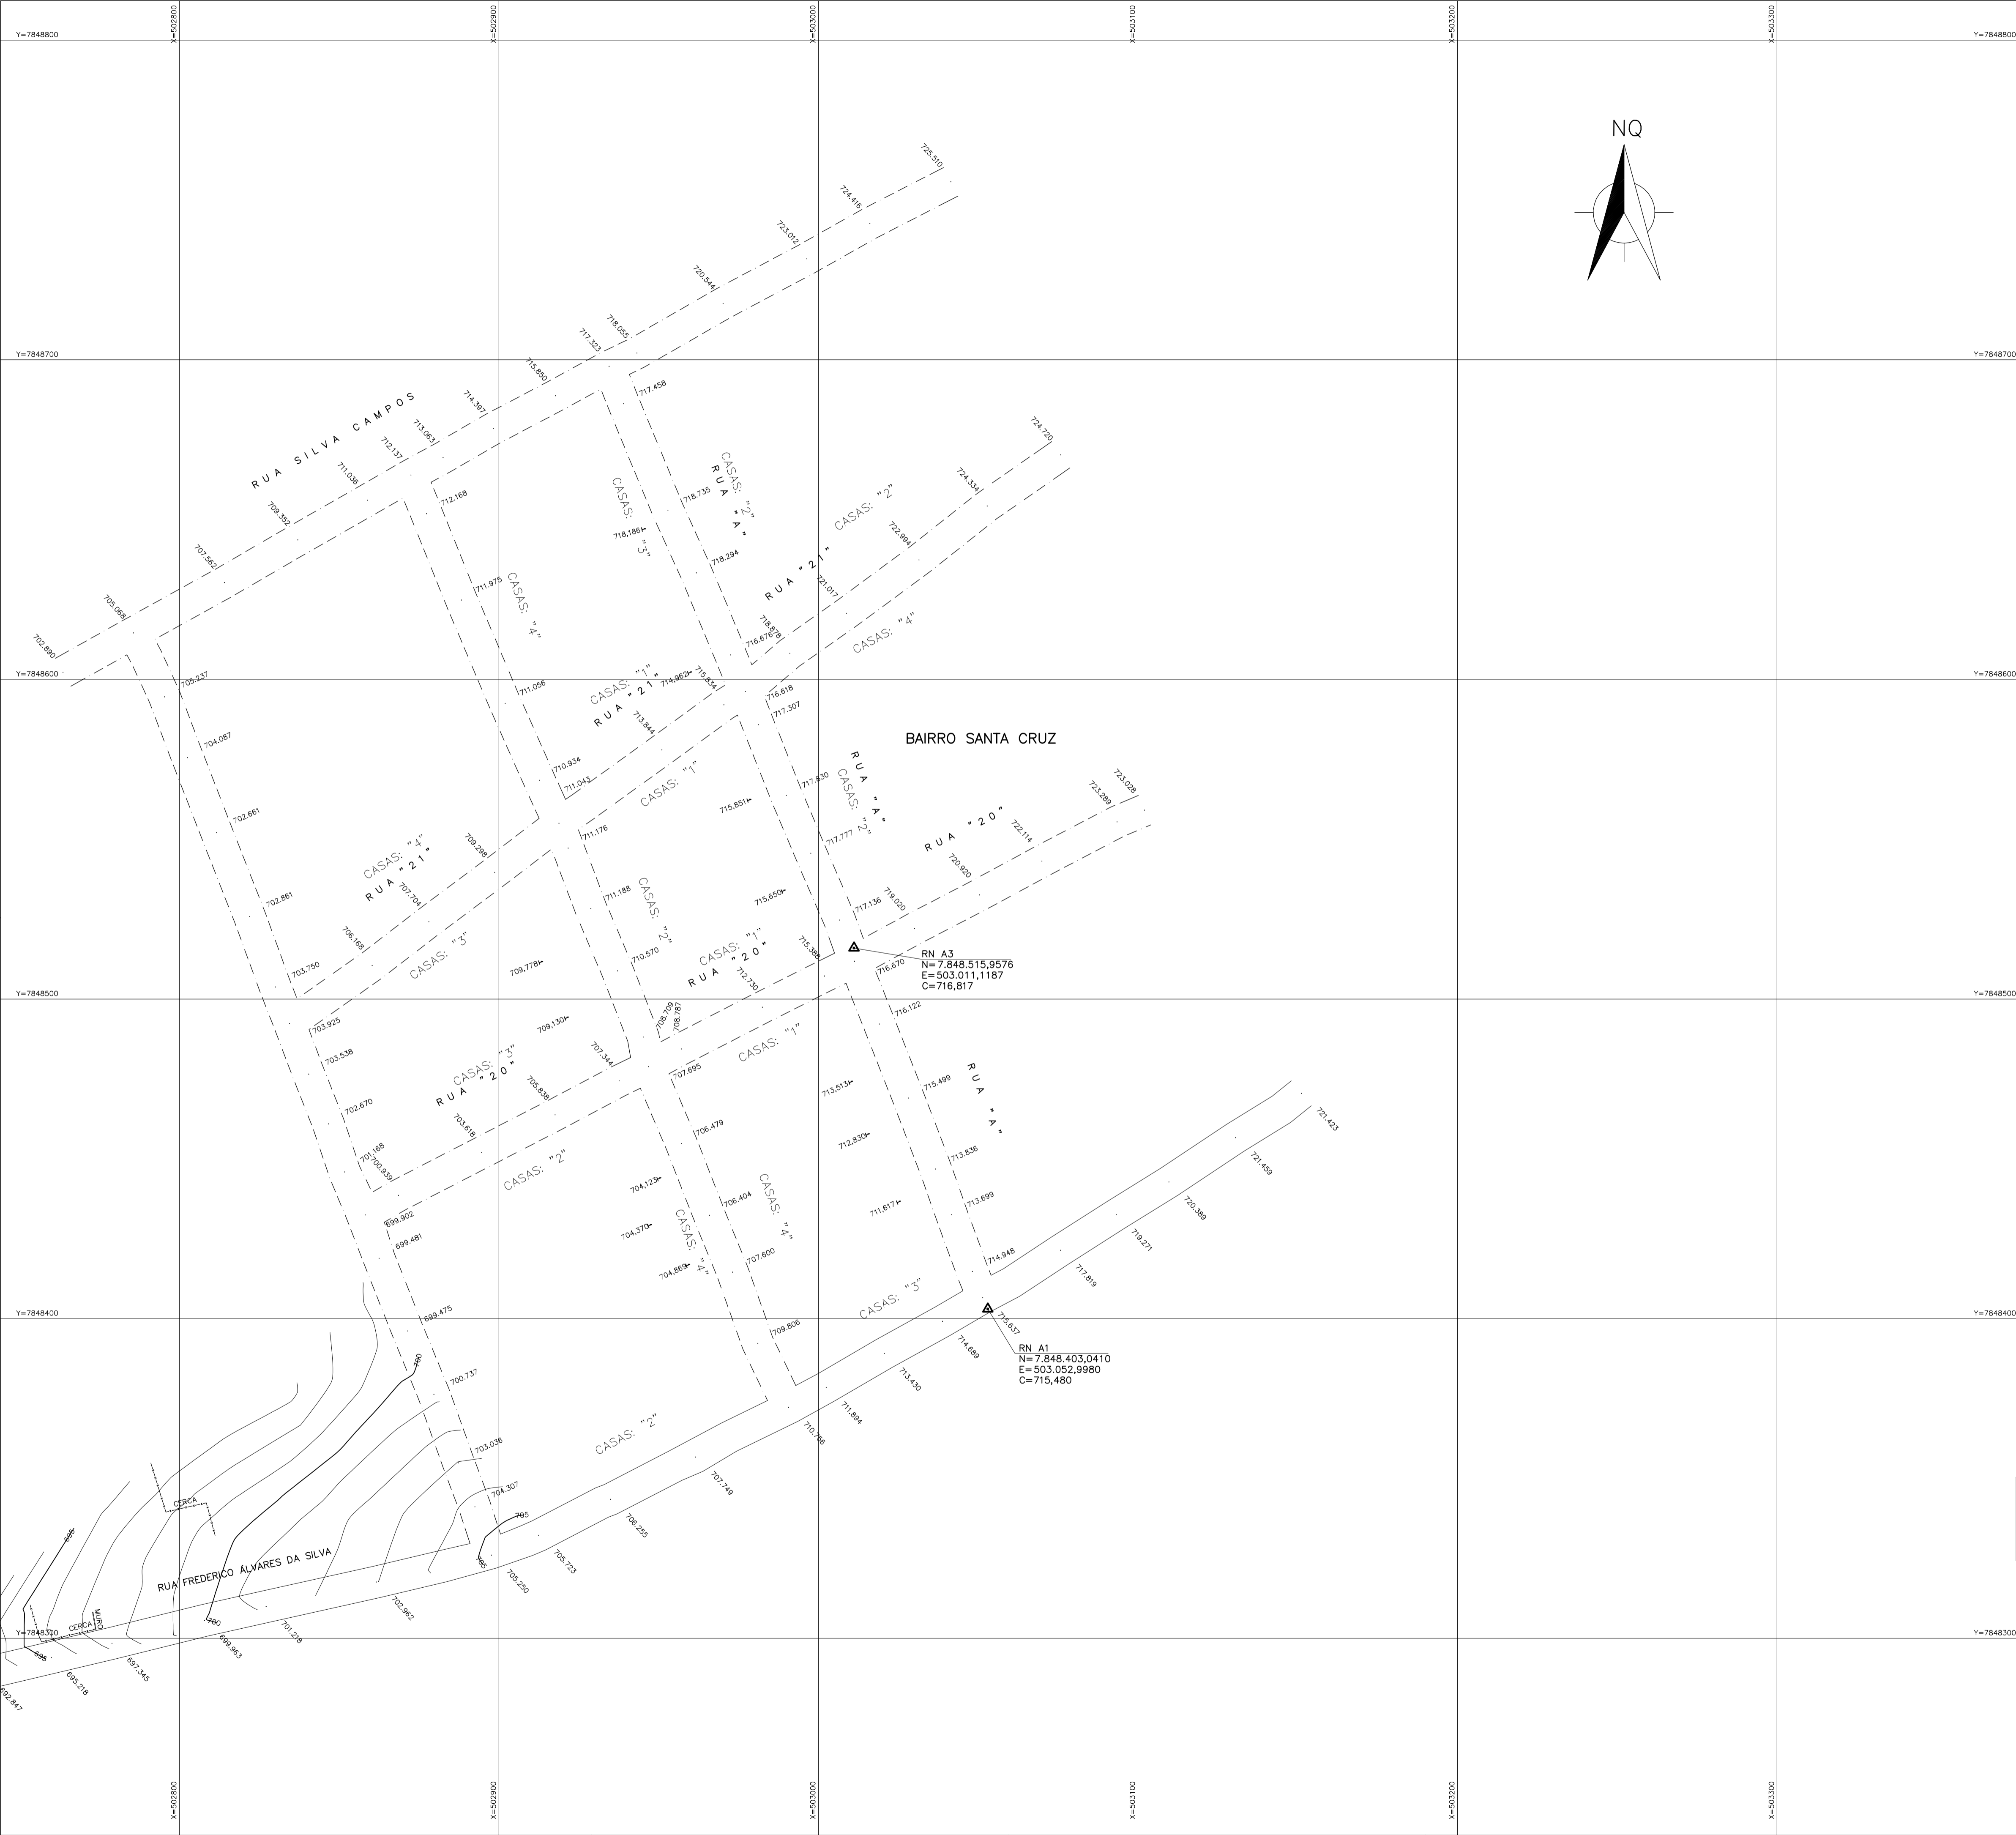 X=502800
X=502900
X=503000
X=503100
X=503200
X=503300
Y=7848800
Y=7848800
NQ
725.510
724.416
723.012
720.544
718.055
717.323
Y=7848700
Y=7848700
715.850
717.458
714.397
RUA SILVA CAMPOS
713.063
712.137
724.720
711.036
712.168
CASAS: "3"
718.735
CASAS: "2"
RUA "A"
CASAS: "2"
724.334
709.352
718,186
722.994
707.562
718.294
711.975
CASAS: "4"
RUA "21"
721.017
705.068
718.878
716.676
CASAS: "4"
702.890
705.237
711.056
CASAS: "1"
714,962
715.834
RUA "21"
Y=7848600
Y=7848600
716.618
717.307
713.844
704.087
BAIRRO SANTA CRUZ
RUA "A"
CASAS: "2"
710.934
711.043
CASAS: "1"
717.830
715,851
723.028
723.289
702.661
711.176
717.777
RUA "20"
722.114
CASAS: "4"
RUA "21"
709.298
720.920
707.704
702.861
711.188
CASAS: "2"
715,650
717.136
719.020
706.168
CASAS: "3"
CASAS: "1"
RUA "20"
715.388
RN A3
N=7.848.515,9576
E=503.011,1187
C=716,817
703.750
709,778
710.570
712.730
716.670
Y=7848500
Y=7848500
703.925
709,130
708.709
708.787
716.122
703.538
CASAS: "3"
RUA "20"
707.344
CASAS: "1"
707.695
705.838
713,513
715.499
RUA "A"
702.670
703.618
706.479
712,830
721.423
701.168
700.939
CASAS: "2"
713.836
721.459
704,123
CASAS: "4"
706.404
711,617
713.699
720.389
699.902
699.481
704,370
CASAS: "4"
719.271
704,869
707.600
714.948
717.819
CASAS: "3"
699.475
Y=7848400
Y=7848400
709.806
715.637
714.689
RN A1
N=7.848.403,0410
E=503.052,9980
C=715,480
700
700.737
713.430
711.894
710.756
CASAS: "2"
703.036
707.749
704.307
CERCA
705
706.255
695
RUA FREDERICO ÁLVARES DA SILVA
705
705.723
705.250
702.962
MURO
CERCA
700
701.218
Y=7848300
Y=7848300
699.963
695
697.345
695.218
692.847
X=502800
X=502900
X=503000
X=503100
X=503200
X=503300